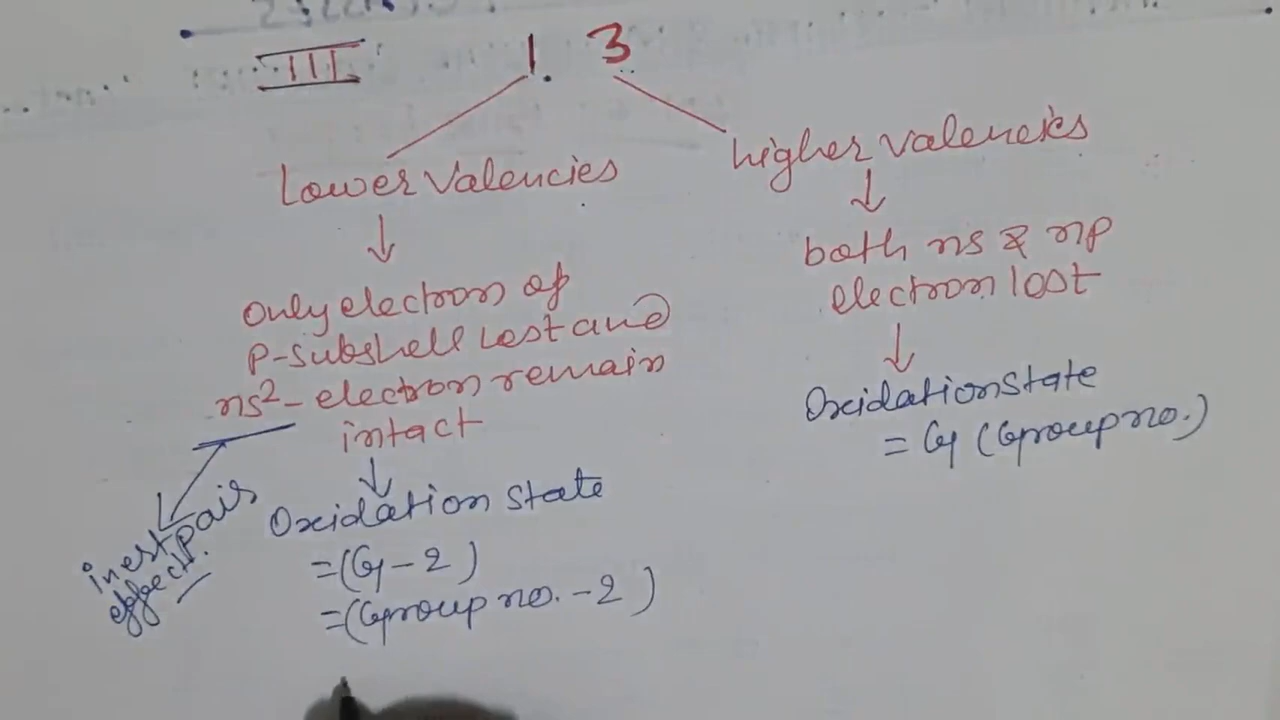 III 1. 3
Lower Valencies
higher valencies
Only electron of
P-Subshell lost and
ns²- electron remain
intact
both ns & np
electron lost
Oxidation State
= G (Group no.)
inert pair
effect.
Oxidation State
=(G-2)
=(Group no. -2)